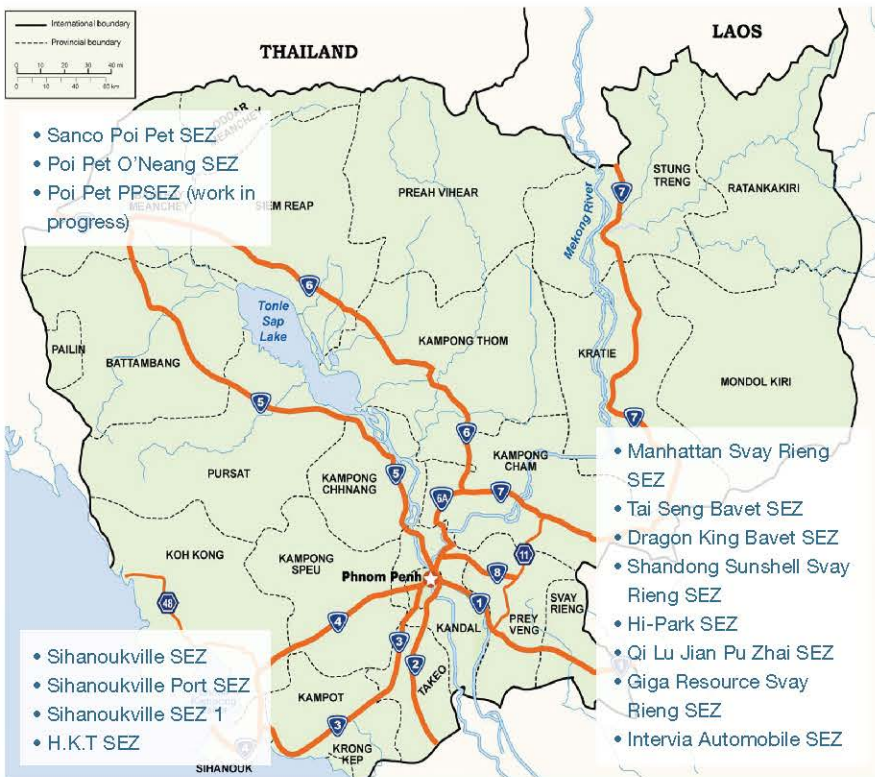 International boundary
Provincial boundary
0 10 20 40 mi
0 10 20 40 60 km
THAILAND
LAOS
ODDAR
MEANCHEY
• Sanco Poi Pet SEZ
• Poi Pet O'Neang SEZ
• Poi Pet PPSEZ (work in
progress)
MEANCHEY
SIEM REAP
PREAH VIHEAR
STUNG
TRENG
RATANKAKIRI
Mekong River
7
6
Tonle
Sap
Lake
KAMPONG THOM
KRATIE
MONDOL KIRI
PAILIN
BATTAMBANG
5
7
6
PURSAT
KAMPONG
CHHNANG
5
KAMPONG
CHAM
6A
7
KOH KONG
KAMPONG
SPEU
Phnom Penh
11
8
48
4
3
2
1
KANDAL
PREY
VENG
SVAY
RIENG
TAKEO
KAMPOT
3
KRONG
KEP
SIHANOUK
4
1
• Manhattan Svay Rieng
SEZ
• Tai Seng Bavet SEZ
• Dragon King Bavet SEZ
• Shandong Sunshell Svay
Rieng SEZ
• Hi-Park SEZ
• Qi Lu Jian Pu Zhai SEZ
• Giga Resource Svay
Rieng SEZ
• Intervia Automobile SEZ
• Sihanoukville SEZ
• Sihanoukville Port SEZ
• Sihanoukville SEZ 1
• H.K.T SEZ